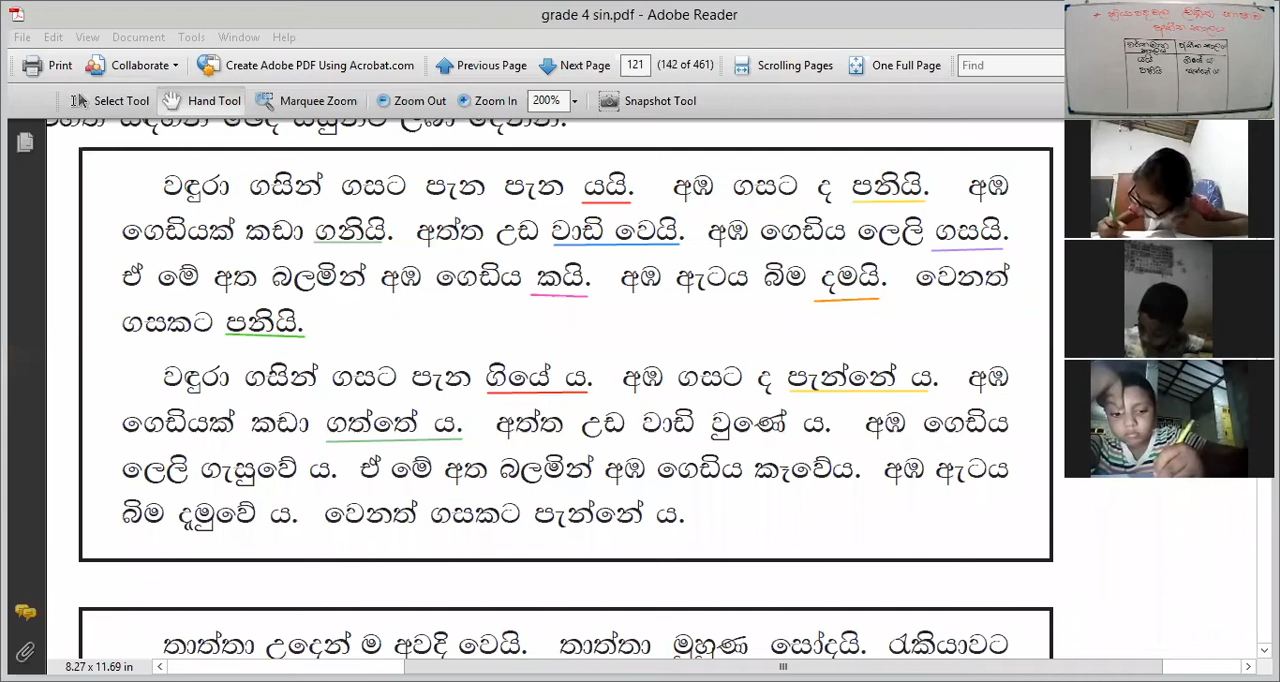 grade 4 sin.pdf - Adobe Reader
File Edit View Document Tools Window Help
Print Collaborate Create Adobe PDF Using Acrobat.com Previous Page Next Page 121 (142 of 461) Scrolling Pages One Full Page Find
Select Tool Hand Tool Marquee Zoom Zoom Out Zoom In 200% Snapshot Tool
වඳුරා ගසින් ගසට පැන පැන යයි. අඹ ගසට ද පනියි. අඹ
ගෙඩියක් කඩා ගනියි. අත්ත උඩ වාඩි වෙයි. අඹ ගෙඩිය ලෙලි ගසයි.
ඒ මේ අත බලමින් අඹ ගෙඩිය කයි. අඹ ඇටය බිම දමයි. වෙනත්
ගසකට පනියි.
වඳුරා ගසින් ගසට පැන ගියේ ය. අඹ ගසට ද පැන්නේ ය. අඹ
ගෙඩියක් කඩා ගත්තේ ය. අත්ත උඩ වාඩි වුණේ ය. අඹ ගෙඩිය
ලෙලි ගැසුවේ ය. ඒ මේ අත බලමින් අඹ ගෙඩිය කෑවේය. අඹ ඇටය
බිම දැමුවේ ය. වෙනත් ගසකට පැන්නේ ය.
තාත්තා උදෙන් ම අවදි වෙයි. තාත්තා මුහුණ සෝදයි. රැකියාවට
8.27 x 11.69 in